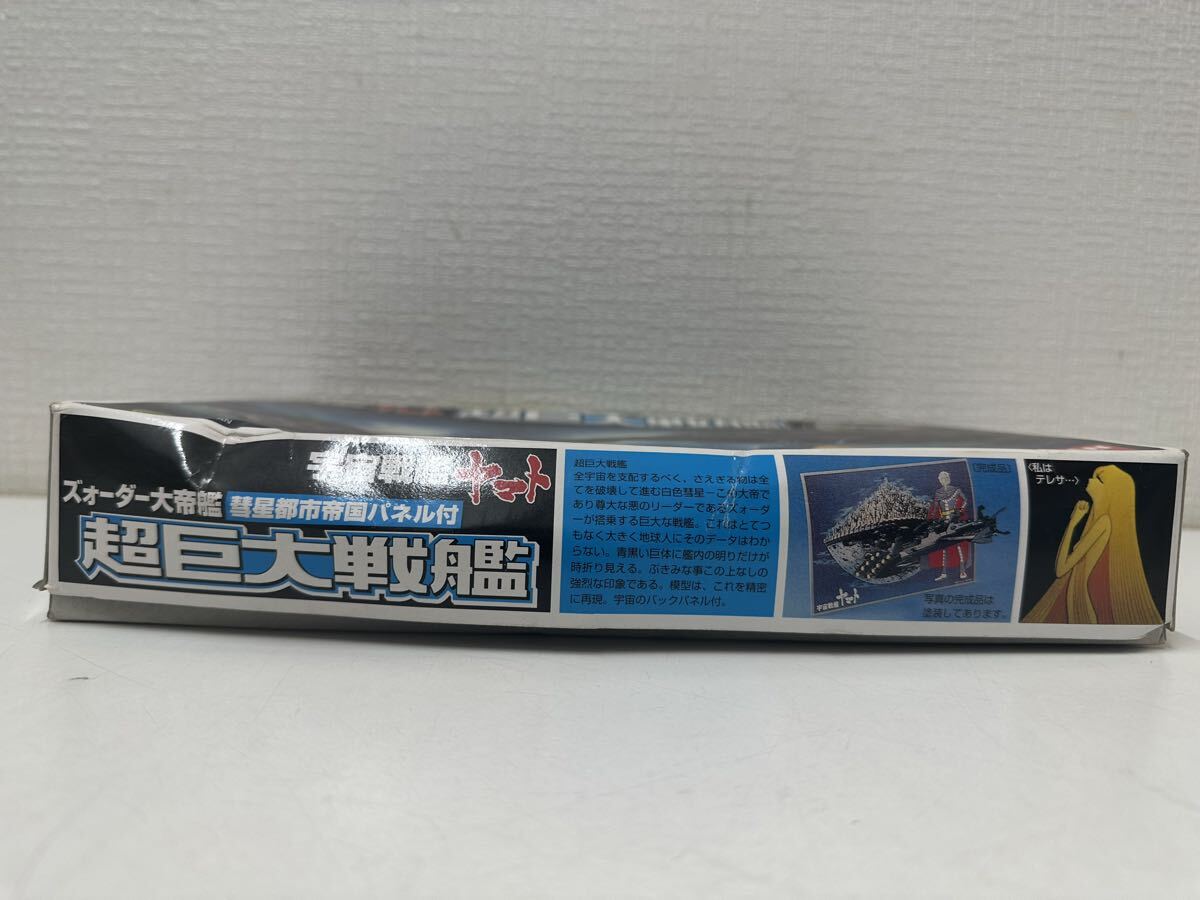 宇宙戦艦ヤマト
ズォーダー大帝艦 彗星都市帝国パネル付
超巨大戦艦
超巨大戦艦
全宇宙を支配するべく、さえぎる物は全
てを破壊して進む白色彗星ーこの大帝で
あり尊大な悪のリーダーであるズォーダ
ーが搭乗する巨大な戦艦。これはとてつ
もなく大きく地球人にそのデータはわか
らない。青黒い巨体に艦内の明りだけが
時折り見える。ぶきみな事この上なしの
強烈な印象である。模型は、これを精密
に再現。宇宙のバックパネル付。
〔完成品〕
宇宙戦艦ヤマト
写真の完成品は
塗装してあります。
〈私は
テレサ…〉